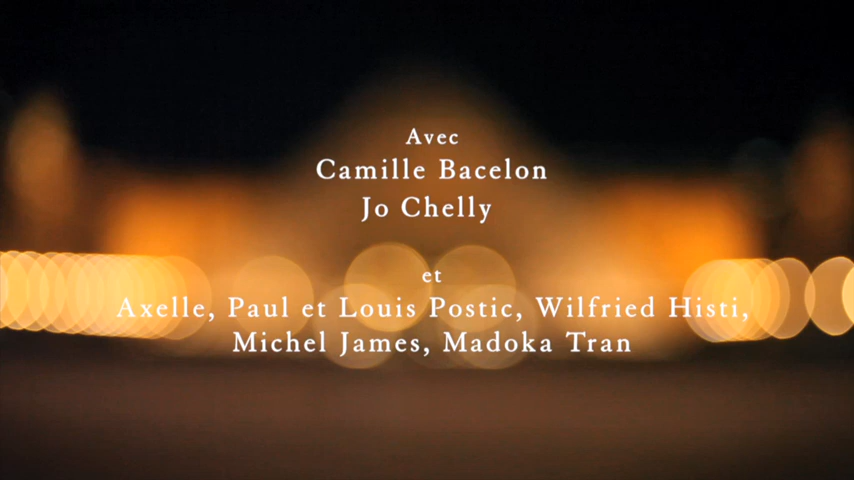 Avec
Camille Bacelon
Jo Chelly
et
Axelle, Paul et Louis Postic, Wilfried Histi,
Michel James, Madoka Tran